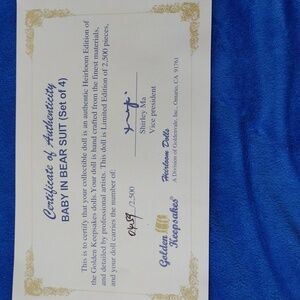 Certificate of Authenticity
BABY IN BEAR SUIT (Set of 4)
This is to certify that your collectible doll is an authentic Heirloom Edition of
the Golden Keepsakes dolls. Your doll is hand crafted from the finest materials,
and detailed by professional artists. This doll is Limited Edition of 2,500 pieces,
and your doll carries the number of:
0459 /2,500
Shirley Ma
Vice president
Golden
Keepsakes
Heirloom Dolls
A Division of Goldenvale, Inc. Ontario, CA 91761